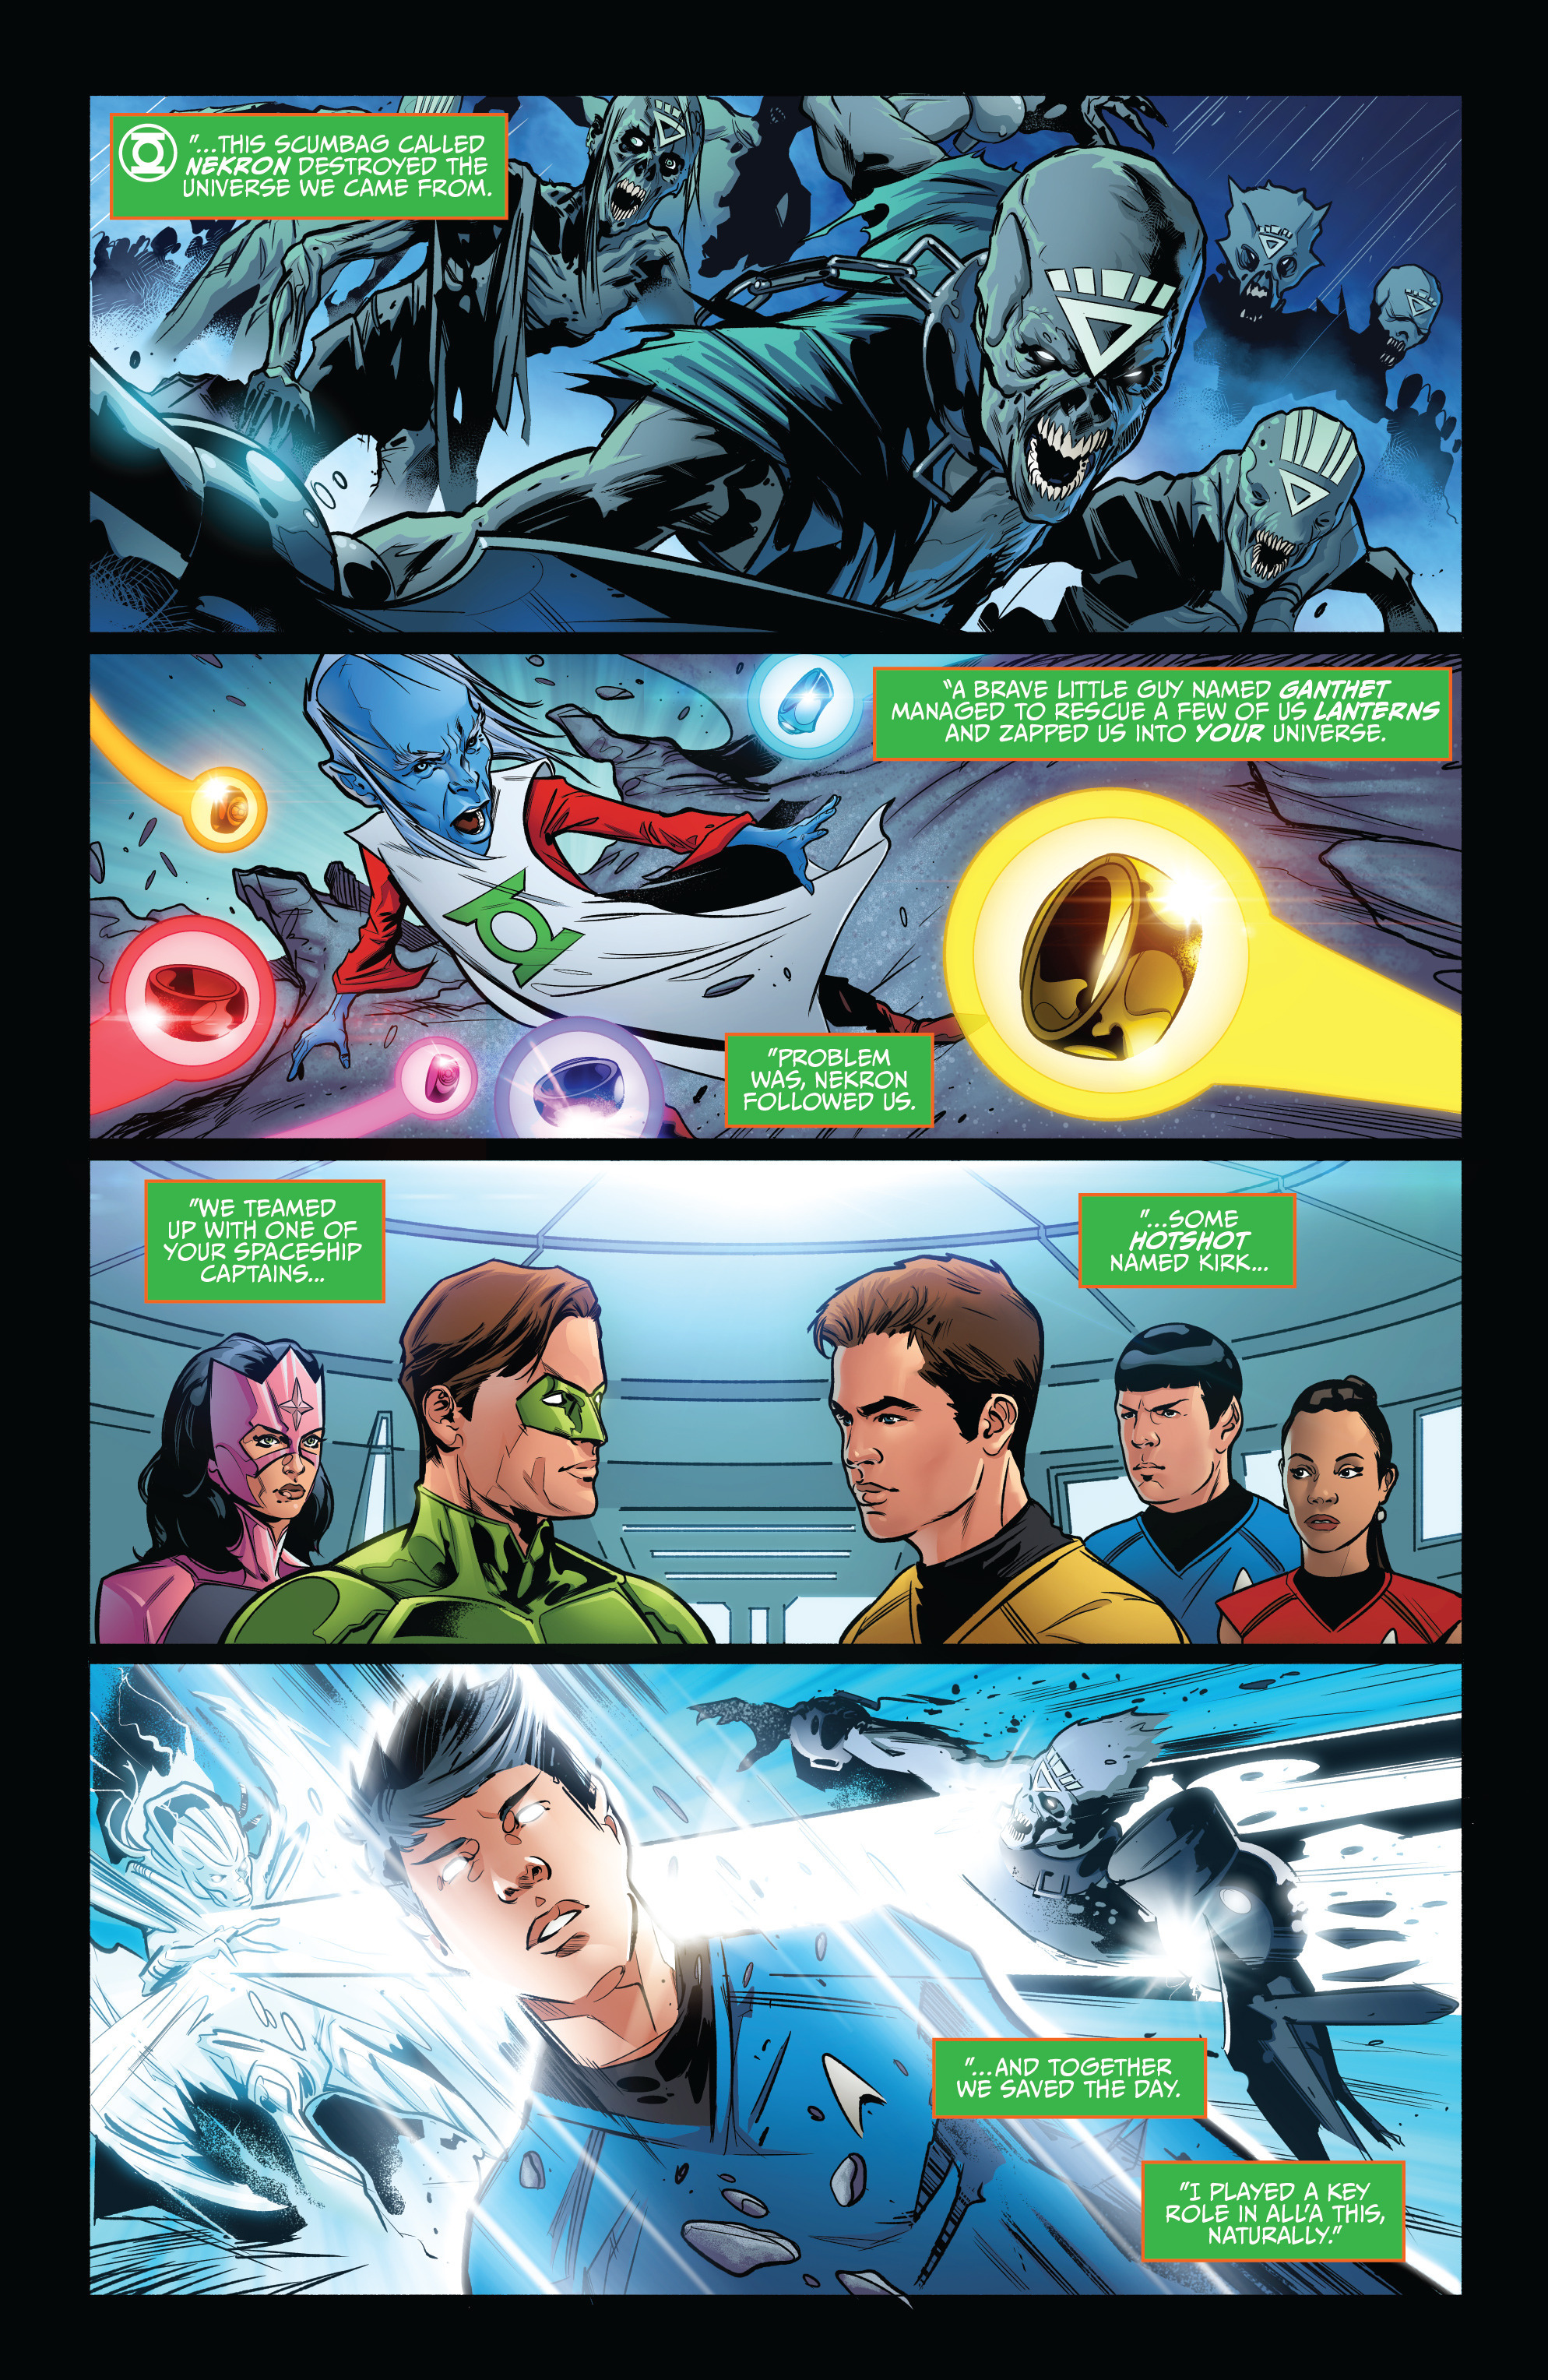 "...THIS SCUMBAG CALLED
NEKRON DESTROYED THE
UNIVERSE WE CAME FROM.
"A BRAVE LITTLE GUY NAMED GANTHET
MANAGED TO RESCUE A FEW OF US LANTERNS
AND ZAPPED US INTO YOUR UNIVERSE.
"PROBLEM
WAS, NEKRON
FOLLOWED US.
"WE TEAMED
UP WITH ONE OF
YOUR SPACESHIP
CAPTAINS...
"...SOME
HOTSHOT
NAMED KIRK...
"...AND TOGETHER
WE SAVED THE DAY.
"I PLAYED A KEY
ROLE IN ALL'A THIS,
NATURALLY."